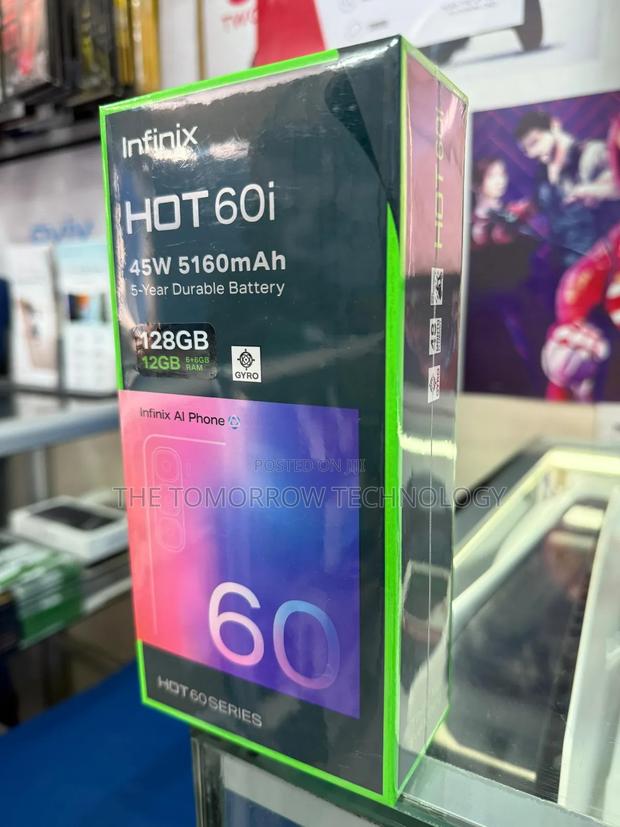 Infinix
HOT 60i
45W 5160mAh
5-Year Durable Battery
128GB
12GB 6+6GB RAM
GYRO
Infinix AI Phone
POSTED ON JIJI
THE TOMORROW TECHNOLOGY
60
HOT 60 SERIES
HOT 60i